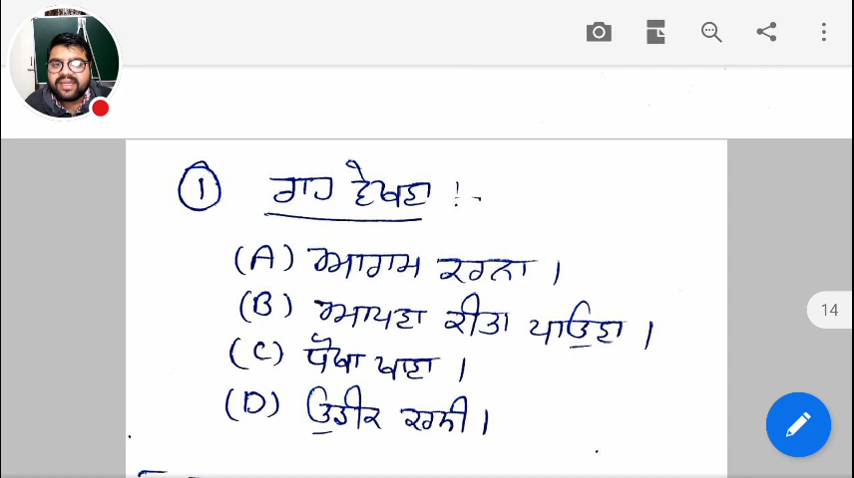 ① ਰਾਹ ਵੇਖਣਾ :-
(A) ਆਰਾਮ ਕਰਨਾ ।
(B) ਆਪਣਾ ਕੀਤਾ ਪਾਉਣਾ ।
(C) ਧੋਖਾ ਖਾਣਾ ।
(D) ਉਡੀਕ ਕਰਨੀ ।
14